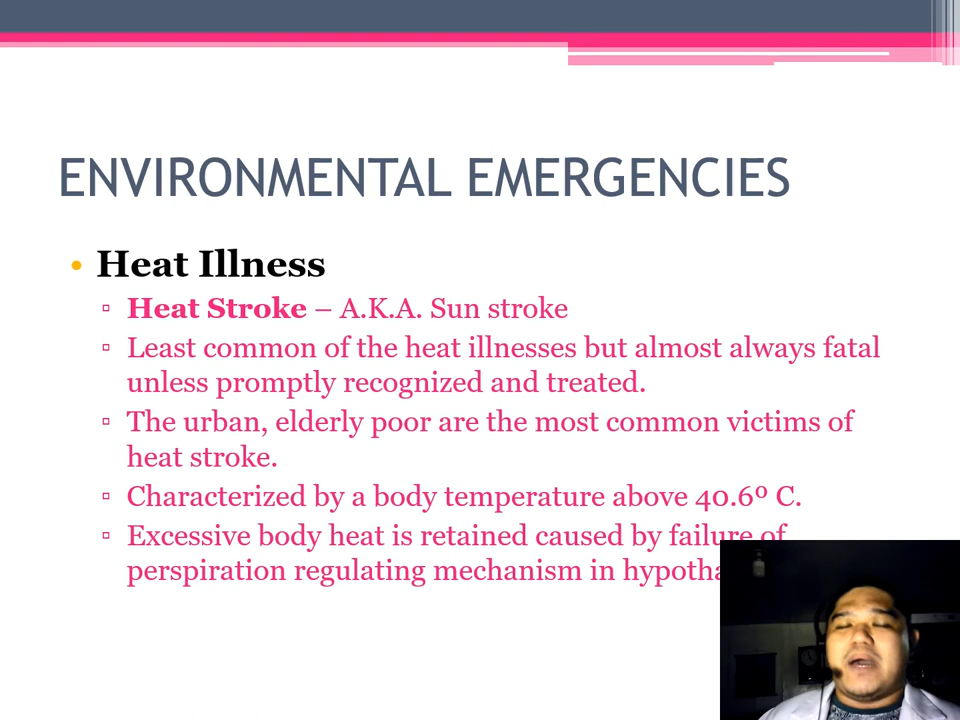 ENVIRONMENTAL EMERGENCIES
• Heat Illness
▫ Heat Stroke – A.K.A. Sun stroke
▫ Least common of the heat illnesses but almost always fatal
unless promptly recognized and treated.
▫ The urban, elderly poor are the most common victims of
heat stroke.
▫ Characterized by a body temperature above 40.6º C.
▫ Excessive body heat is retained caused by failure of
perspiration regulating mechanism in